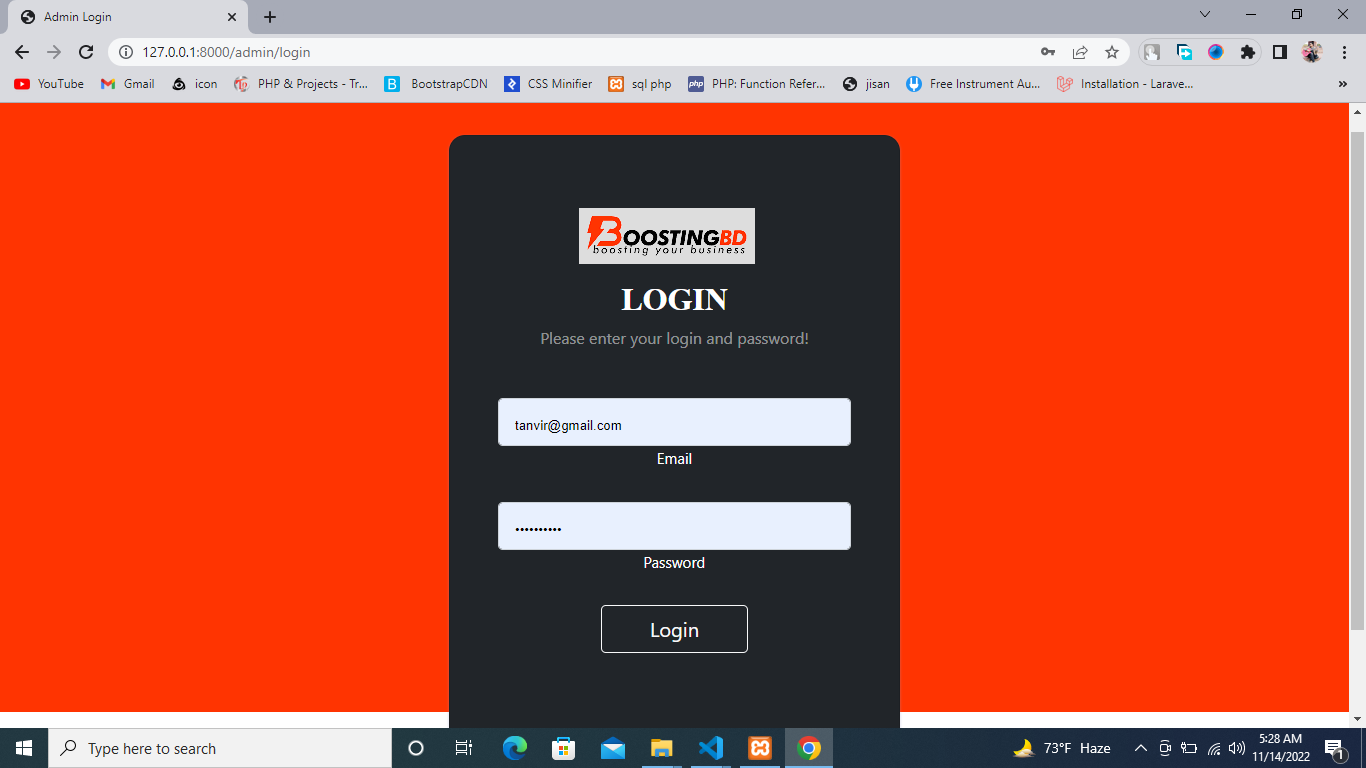 Admin Login
127.0.0.1:8000/admin/login
YouTube Gmail icon PHP & Projects - Tr... BootstrapCDN CSS Minifier sql php PHP: Function Refer... jisan Free Instrument Au... Installation - Larave... »
BOOSTINGBD
boosting your business
LOGIN
Please enter your login and password!
tanvir@gmail.com
Email
••••••••••
Password
Login
Type here to search
73°F Haze
5:28 AM
11/14/2022
1